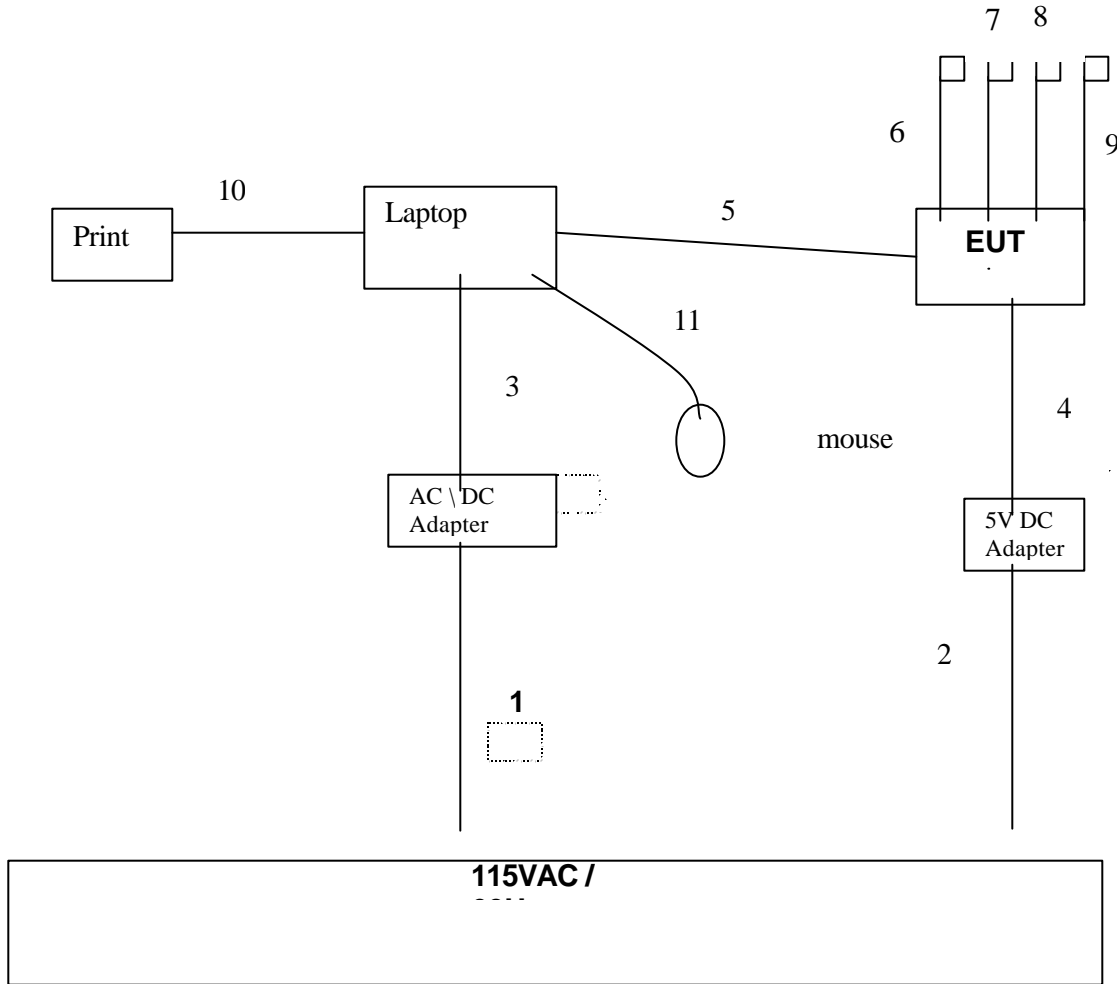 7 8
6
9
10
Laptop
5
Print
EUT
11
3
4
mouse
AC \ DC
Adapter
5V DC
Adapter
2
1
115VAC /